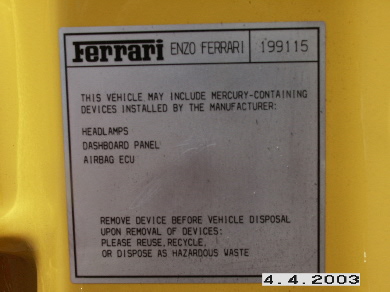 Ferrari ENZO FERRARI 199115
THIS VEHICLE MAY INCLUDE MERCURY-CONTAINING
DEVICES INSTALLED BY THE MANUFACTURER:
HEADLAMPS
DASHBOARD PANEL
AIRBAG ECU
REMOVE DEVICE BEFORE VEHICLE DISPOSAL
UPON REMOVAL OF DEVICES:
PLEASE REUSE, RECYCLE,
OR DISPOSE AS HAZARDOUS WASTE
4.4.2003